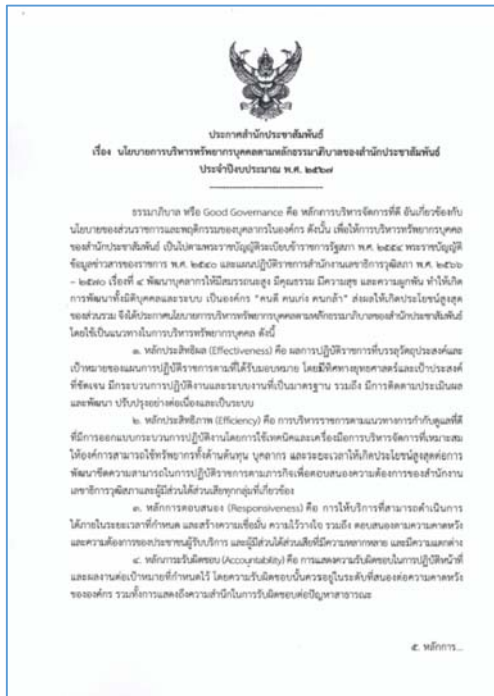 ประกาศสำนักประชาสัมพันธ์
เรื่อง นโยบายการบริหารทรัพยากรบุคคลตามหลักธรรมาภิบาลของสำนักประชาสัมพันธ์
ประจำปีงบประมาณ พ.ศ. ๒๕๖๗
ธรรมาภิบาล หรือ Good Governance คือ หลักการบริหารจัดการที่ดี อันเกี่ยวข้องกับ
นโยบายของส่วนราชการและพฤติกรรมของบุคลากรในองค์กร ดังนั้น เพื่อให้การบริหารทรัพยากรบุคคล
ของสำนักประชาสัมพันธ์ เป็นไปตามพระราชบัญญัติระเบียบข้าราชการรัฐสภา พ.ศ. ๒๕๕๔ พระราชบัญญัติ
ข้อมูลข่าวสารของราชการ พ.ศ. ๒๕๔๐ และแผนปฏิบัติราชการสำนักงานเลขาธิการวุฒิสภา พ.ศ. ๒๕๖๖
– ๒๕๗๐ เรื่องที่ ๔ พัฒนาบุคลากรให้มีสมรรถนะสูง มีคุณธรรม มีความสุข และความผูกพัน ทำให้เกิด
การพัฒนาทั้งมิติบุคคลและระบบ เป็นองค์กร "คนดี คนเก่ง คนกล้า" ส่งผลให้เกิดประโยชน์สูงสุด
ของส่วนรวม จึงได้ประกาศนโยบายการบริหารทรัพยากรบุคคลตามหลักธรรมาภิบาลของสำนักประชาสัมพันธ์
โดยใช้เป็นแนวทางในการบริหารทรัพยากรบุคคล ดังนี้
๑. หลักประสิทธิผล (Effectiveness) คือ ผลการปฏิบัติราชการที่บรรลุวัตถุประสงค์และ
เป้าหมายของแผนการปฏิบัติราชการตามที่ได้รับมอบหมาย โดยมีทิศทางยุทธศาสตร์และเป้าประสงค์
ที่ชัดเจน มีกระบวนการปฏิบัติงานและระบบงานที่เป็นมาตรฐาน รวมถึง มีการติดตามประเมินผล
และพัฒนา ปรับปรุงอย่างต่อเนื่องและเป็นระบบ
๒. หลักประสิทธิภาพ (Efficiency) คือ การบริหารราชการตามแนวทางการกำกับดูแลที่ดี
ที่มีการออกแบบกระบวนการปฏิบัติงานโดยการใช้เทคนิคและเครื่องมือการบริหารจัดการที่เหมาะสม
ให้องค์การสามารถใช้ทรัพยากรทั้งด้านต้นทุน บุคลากร และระยะเวลาให้เกิดประโยชน์สูงสุดต่อการ
พัฒนาขีดความสามารถในการปฏิบัติราชการตามภารกิจเพื่อตอบสนองความต้องการของสำนักงาน
เลขาธิการวุฒิสภาและผู้มีส่วนได้ส่วนเสียทุกกลุ่มที่เกี่ยวข้อง
๓. หลักการตอบสนอง (Responsiveness) คือ การให้บริการที่สามารถดำเนินการ
ได้ภายในระยะเวลาที่กำหนด และสร้างความเชื่อมั่น ความไว้วางใจ รวมถึง ตอบสนองตามความคาดหวัง
และความต้องการของประชาชนผู้รับบริการ และผู้มีส่วนได้ส่วนเสียที่มีความหลากหลาย และมีความแตกต่าง
๔. หลักภาระรับผิดชอบ (Accountability) คือ การแสดงความรับผิดชอบในการปฏิบัติหน้าที่
และผลงานต่อเป้าหมายที่กำหนดไว้ โดยความรับผิดชอบนั้นควรอยู่ในระดับที่สนองต่อความคาดหวัง
ขององค์กร รวมทั้งการแสดงถึงความสำนึกในการรับผิดชอบต่อปัญหาสาธารณะ
๕. หลักการ...